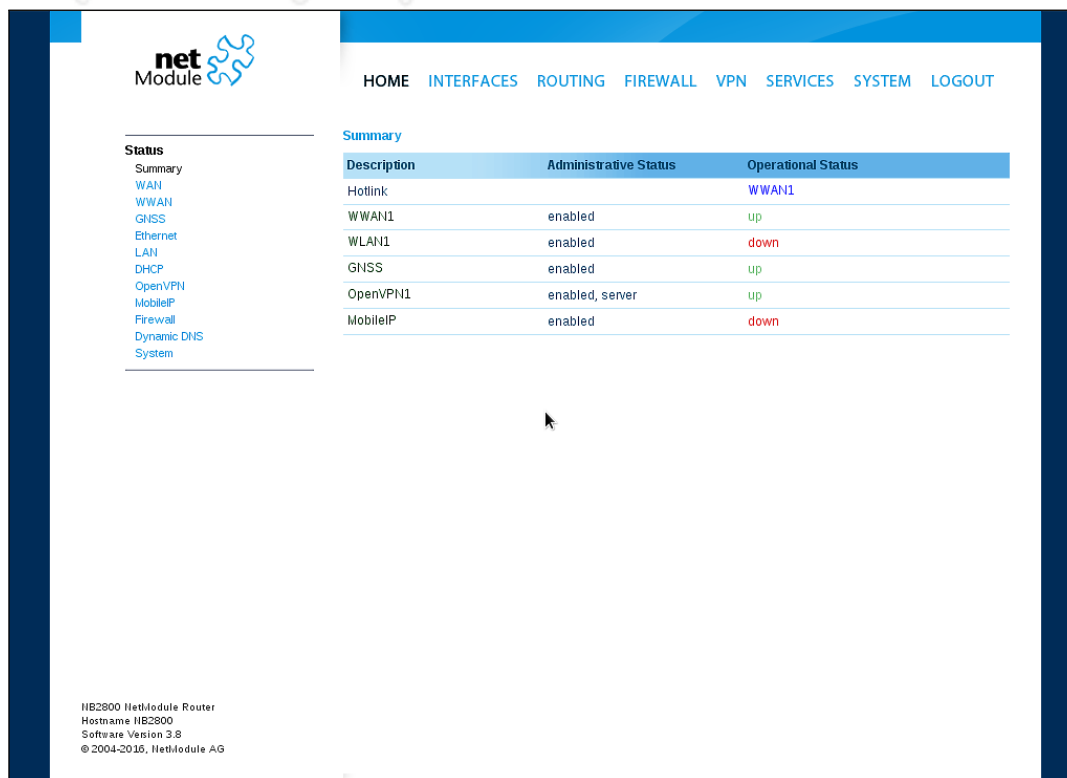 net
Module
HOME INTERFACES ROUTING FIREWALL VPN SERVICES SYSTEM LOGOUT
Status
Summary
WAN
WWAN
GNSS
Ethernet
LAN
DHCP
OpenVPN
MobileIP
Firewall
Dynamic DNS
System
Summary
Description Administrative Status Operational Status
Hotlink WWAN1
WWAN1 enabled up
WLAN1 enabled down
GNSS enabled up
OpenVPN1 enabled, server up
MobileIP enabled down
NB2800 NetModule Router
Hostname NB2800
Software Version 3.8
© 2004-2016, NetModule AG